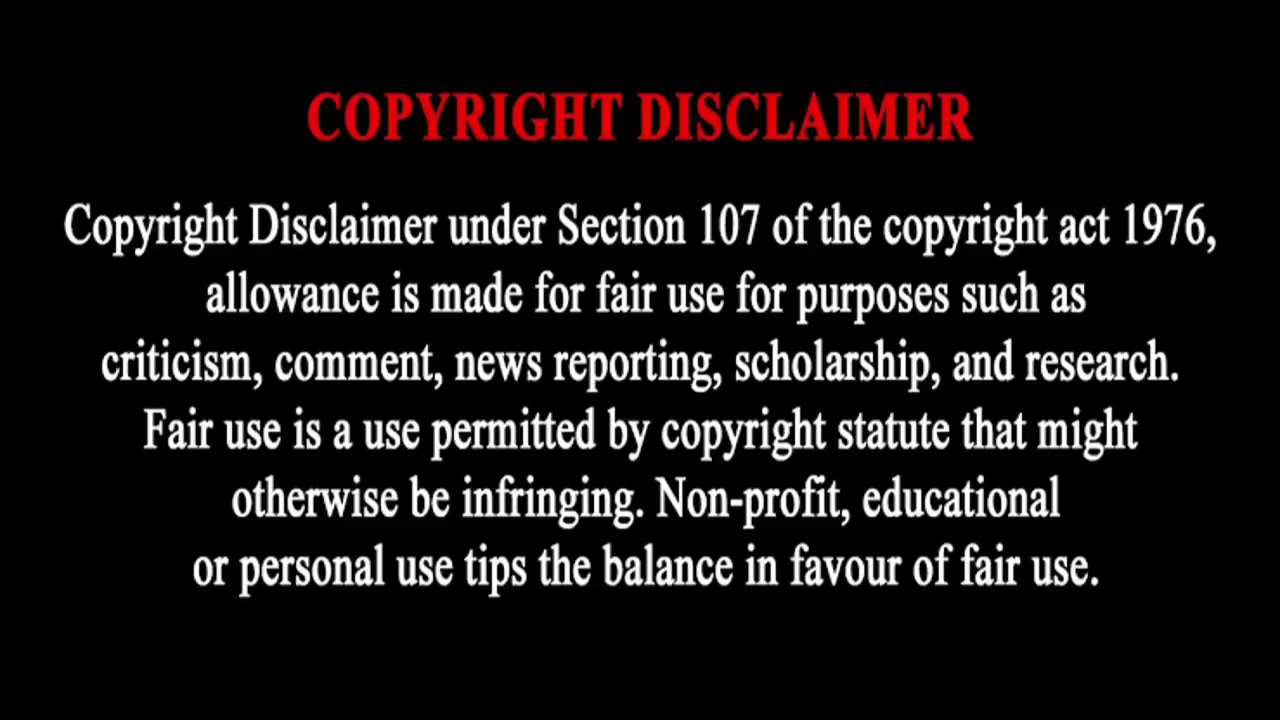 COPYRIGHT DISCLAIMER
Copyright Disclaimer under Section 107 of the copyright act 1976,
allowance is made for fair use for purposes such as
criticism, comment, news reporting, scholarship, and research.
Fair use is a use permitted by copyright statute that might
otherwise be infringing. Non-profit, educational
or personal use tips the balance in favour of fair use.